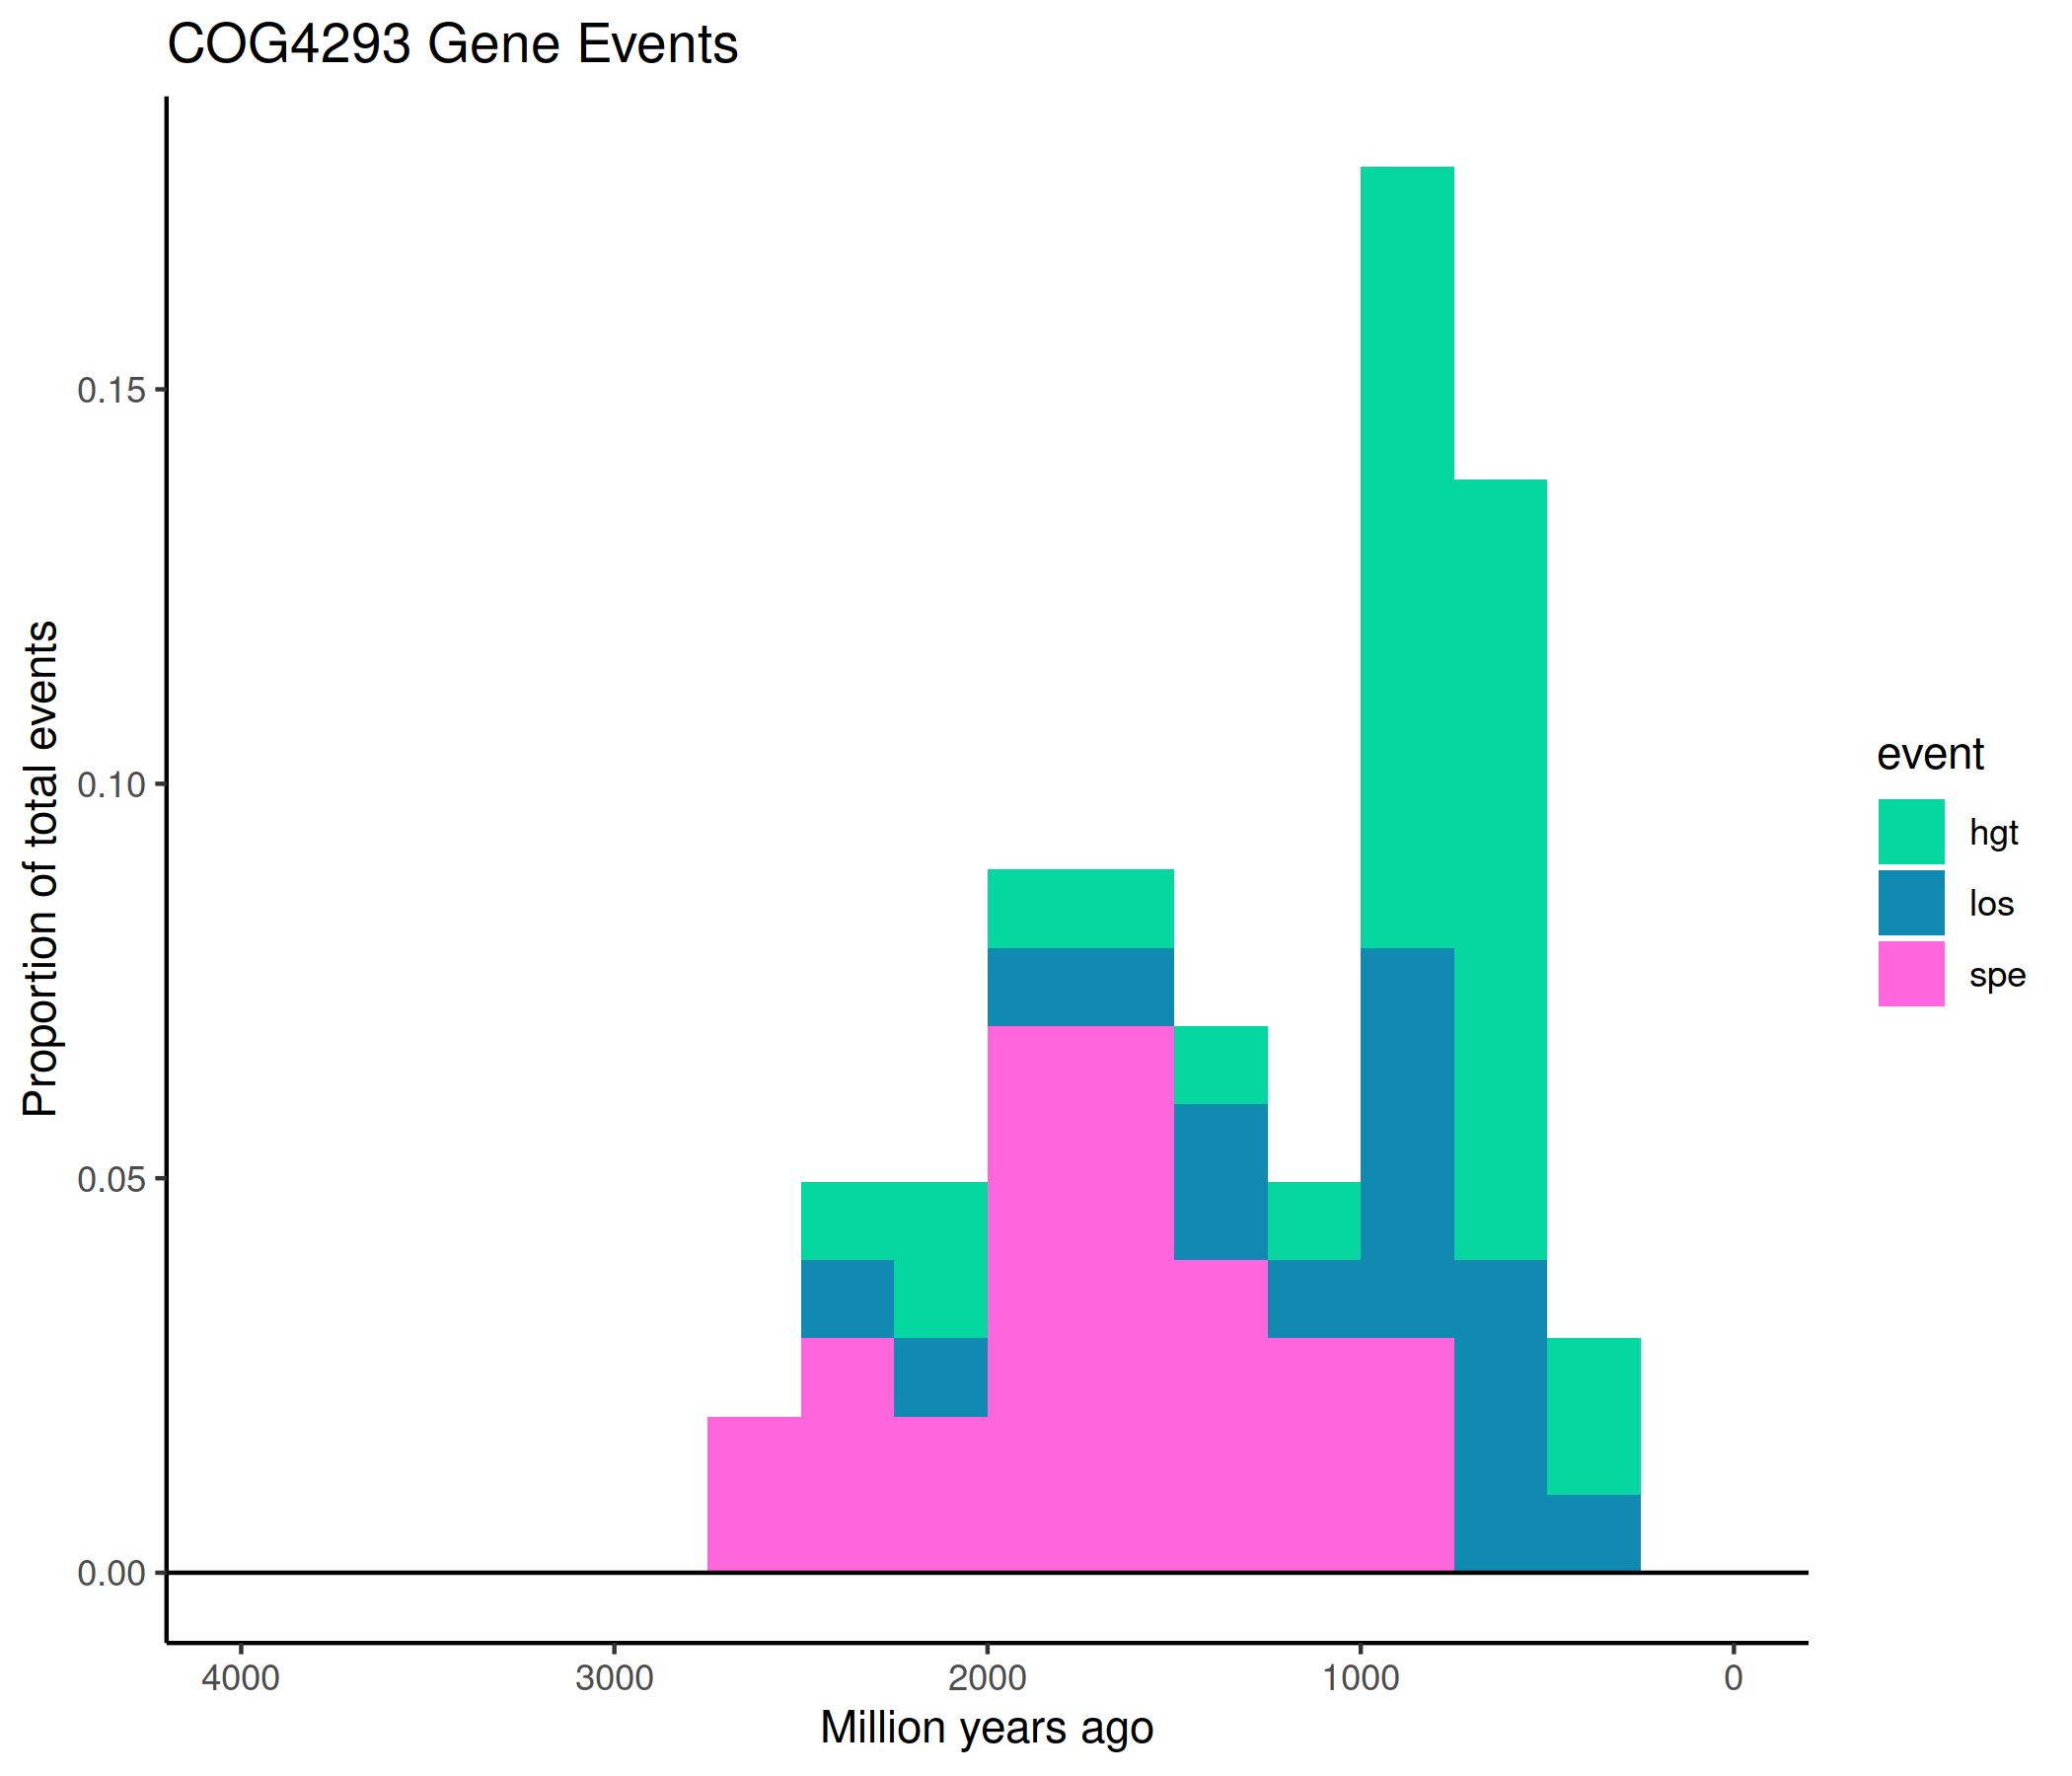 COG4293 Gene Events
Proportion of total events
0.15
0.10
0.05
0.00
4000 3000 2000 1000 0
Million years ago
event
hgt
los
spe